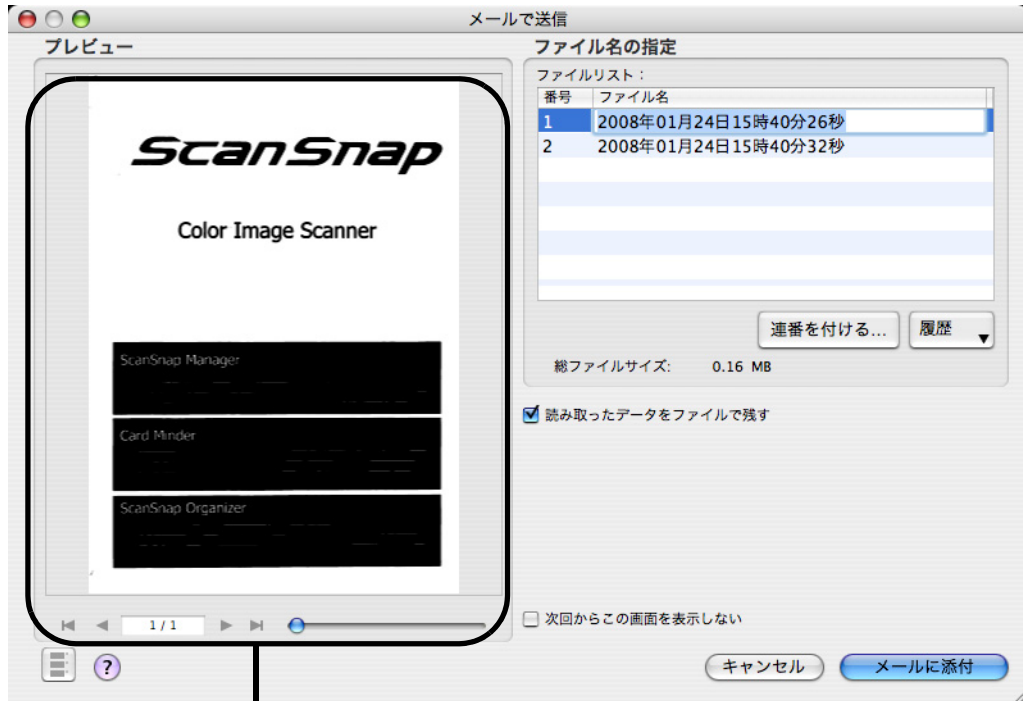 メールで送信
プレビュー
ScanSnap
Color Image Scanner
ScanSnap Manager
Card Minder
ScanSnap Organizer
1 / 1
?
ファイル名の指定
ファイルリスト：
番号 ファイル名
1 2008年01月24日15時40分26秒
2 2008年01月24日15時40分32秒
連番を付ける... 履歴
総ファイルサイズ: 0.16 MB
読み取ったデータをファイルで残す
次回からこの画面を表示しない
キャンセル メールに添付